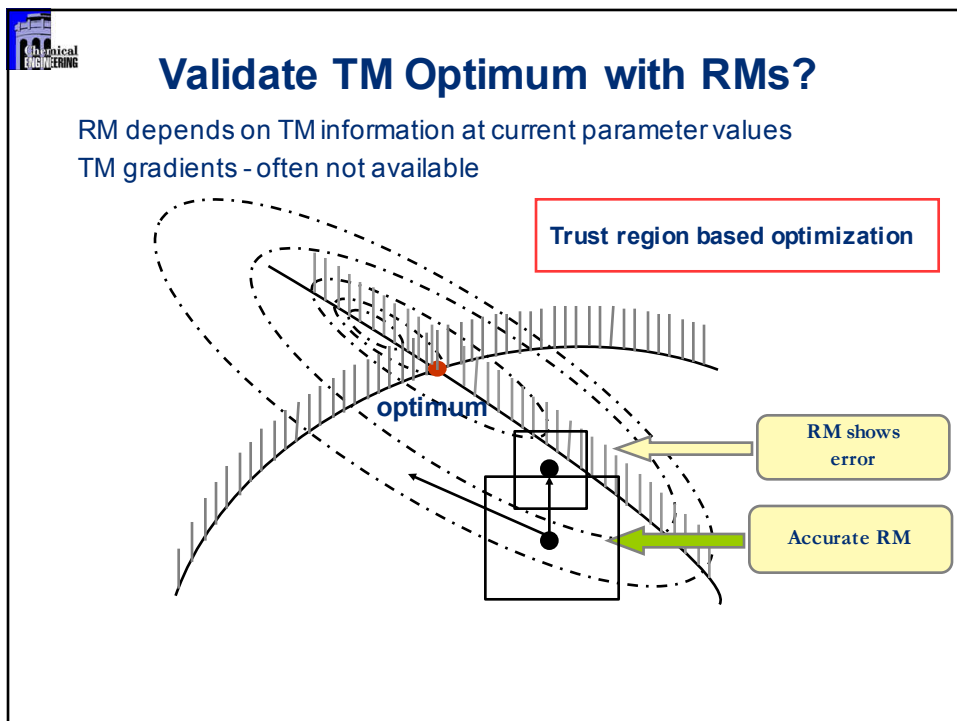 Chemical
ENGINEERING
Validate TM Optimum with RMs?
RM depends on TM information at current parameter values
TM gradients - often not available
Trust region based optimization
optimum
RM shows
error
Accurate RM